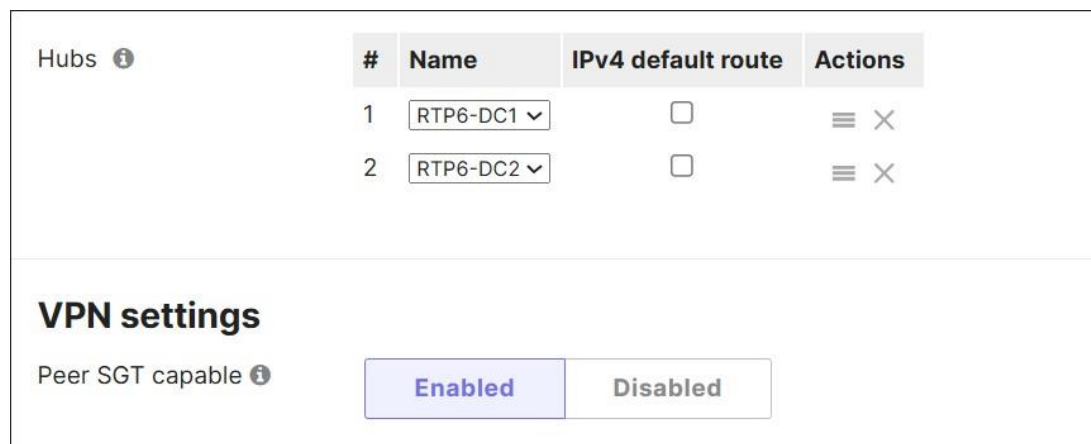 Hubs
# Name IPv4 default route Actions
1 RTP6-DC1
2 RTP6-DC2
VPN settings
Peer SGT capable
Enabled Disabled